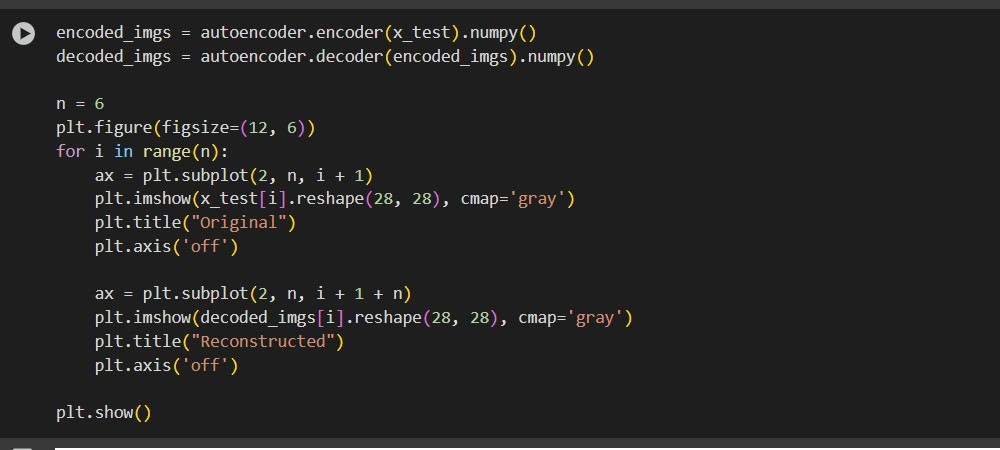 encoded_imgs = autoencoder.encoder(x_test).numpy()
decoded_imgs = autoencoder.decoder(encoded_imgs).numpy()

n = 6
plt.figure(figsize=(12, 6))
for i in range(n):
    ax = plt.subplot(2, n, i + 1)
    plt.imshow(x_test[i].reshape(28, 28), cmap='gray')
    plt.title("Original")
    plt.axis('off')

    ax = plt.subplot(2, n, i + 1 + n)
    plt.imshow(decoded_imgs[i].reshape(28, 28), cmap='gray')
    plt.title("Reconstructed")
    plt.axis('off')

plt.show()